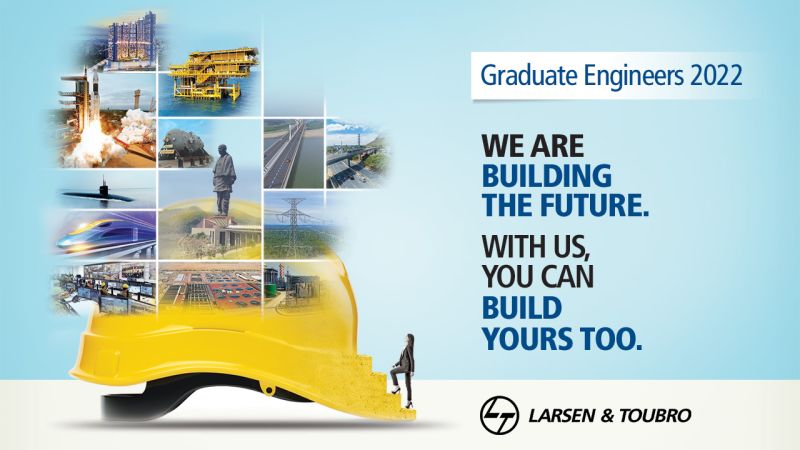 Graduate Engineers 2022
WE ARE
BUILDING
THE FUTURE.
WITH US,
YOU CAN
BUILD
YOURS TOO.
LARSEN & TOUBRO